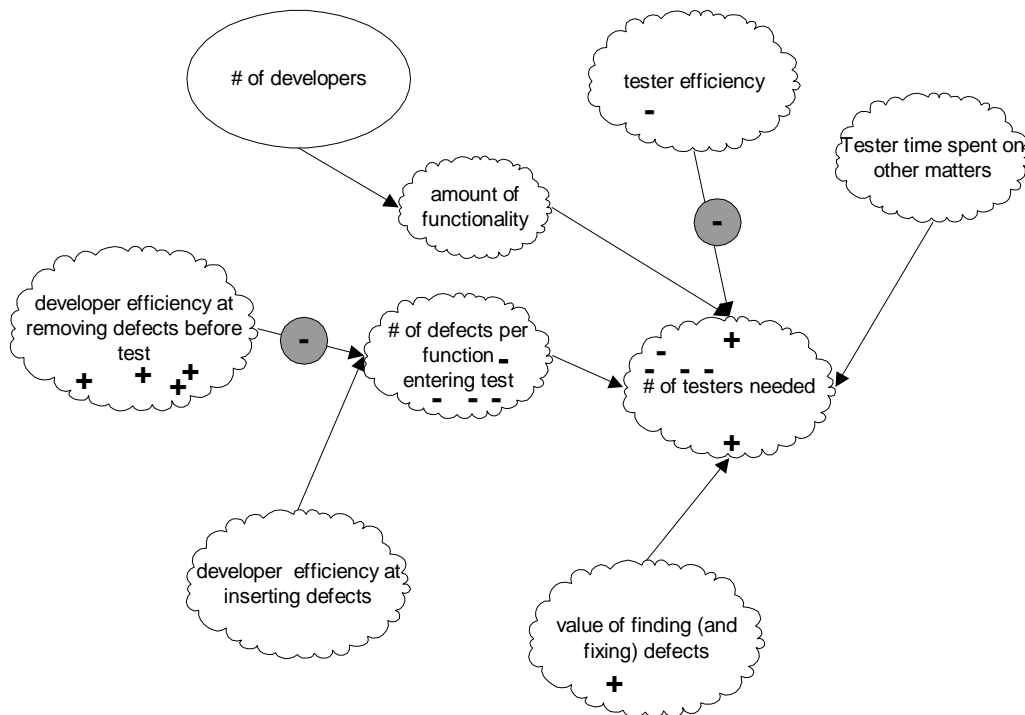 # of developers
tester efficiency
-
Tester time spent on
other matters
amount of
functionality
-
developer efficiency at
removing defects before
test
+ + + +
-
# of defects per
function -
entering test
- - -
+
-
- - -
# of testers needed
+
developer efficiency at
inserting defects
value of finding (and
fixing) defects
+